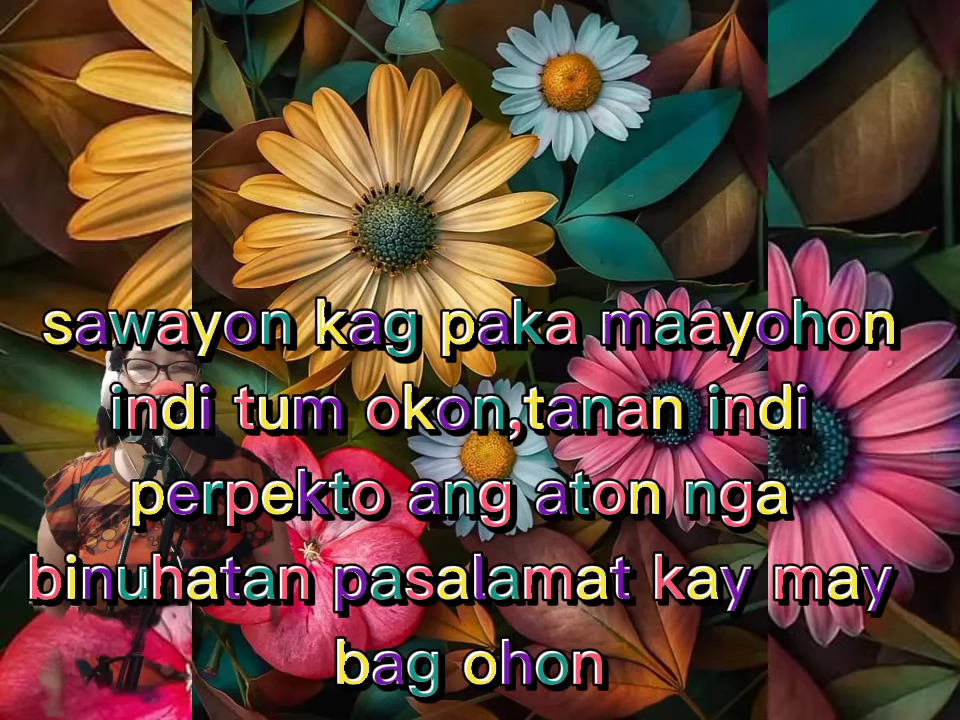 sawayon kag paka maayohon
indi tum okon,tanan indi
perpekto ang aton nga
binuhatan pasalamat kay may
bag ohon